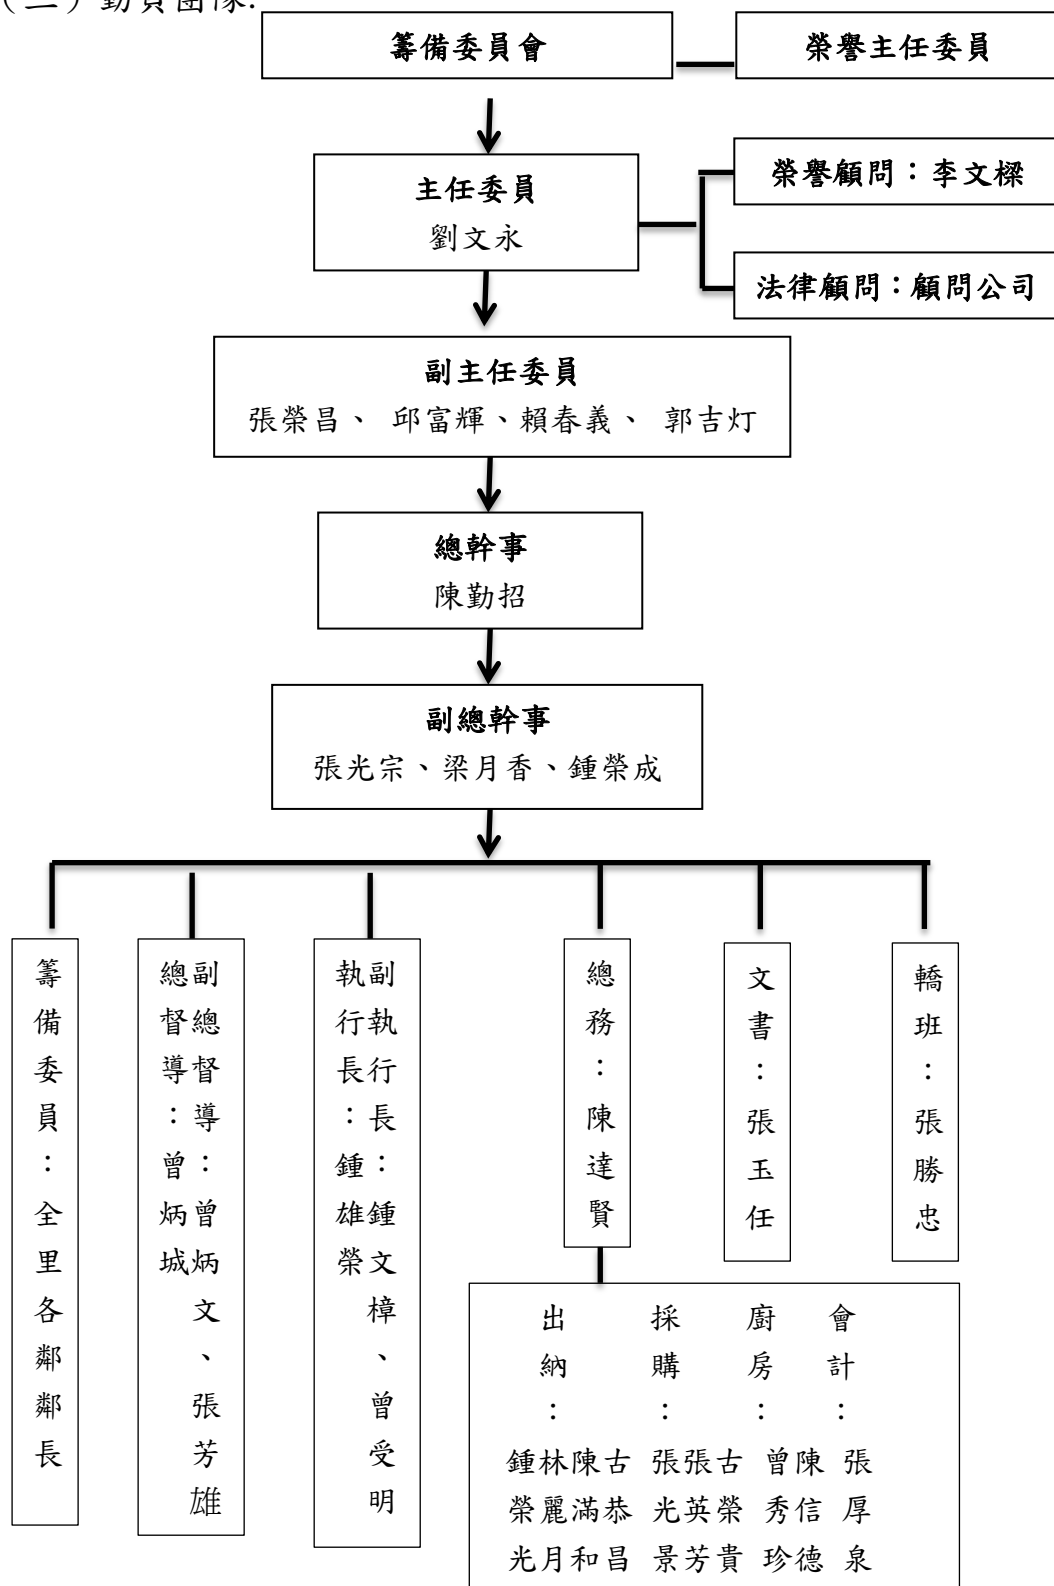 （二）動員團隊:
籌備委員會
榮譽主任委員
主任委員
劉文永
榮譽顧問：李文樑
法律顧問：顧問公司
副主任委員
張榮昌、 邱富輝、賴春義、 郭吉灯
總幹事
陳勤招
副總幹事
張光宗、梁月香、鍾榮成
籌備委員：全里各鄰鄰長
總督導：曾炳城
副總督導：曾炳文、張芳雄
執行長：鍾雄榮
副執行長：鍾文樟、曾受明
總務：陳達賢
文書：張玉任
轎班：張勝忠
出納：
鍾榮光
林麗月
陳滿和
古恭昌
採購：
張光景
張英芳
古榮貴
廚房：
曾秀珍
陳信德
會計：
張厚泉